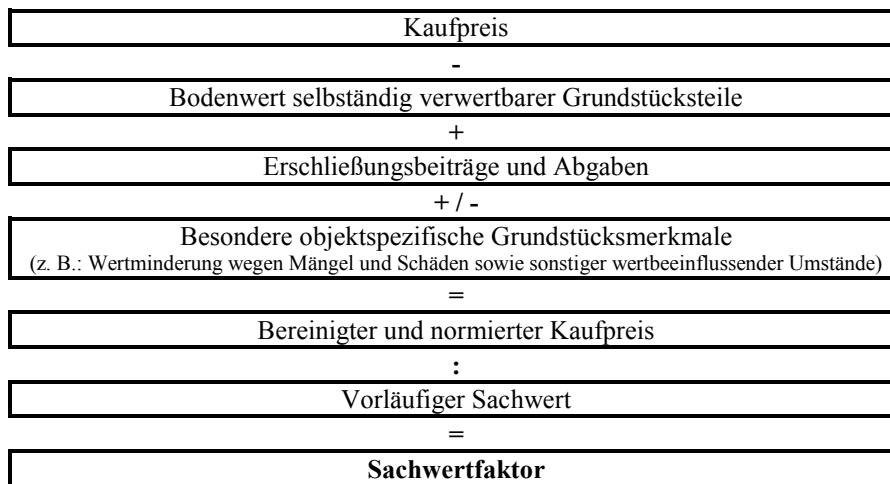 Kaufpreis
-
Bodenwert selbständig verwertbarer Grundstücksteile
+
Erschließungsbeiträge und Abgaben
+ / -
Besondere objektspezifische Grundstücksmerkmale
(z. B.: Wertminderung wegen Mängel und Schäden sowie sonstiger wertbeeinflussender Umstände)
=
Bereinigter und normierter Kaufpreis
:
Vorläufiger Sachwert
=
Sachwertfaktor